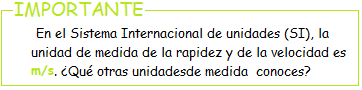 IMPORTANTE
En el Sistema Internacional de unidades (SI), la
unidad de medida de la rapidez y de la velocidad es
m/s. ¿Qué otras unidadesde medida conoces?